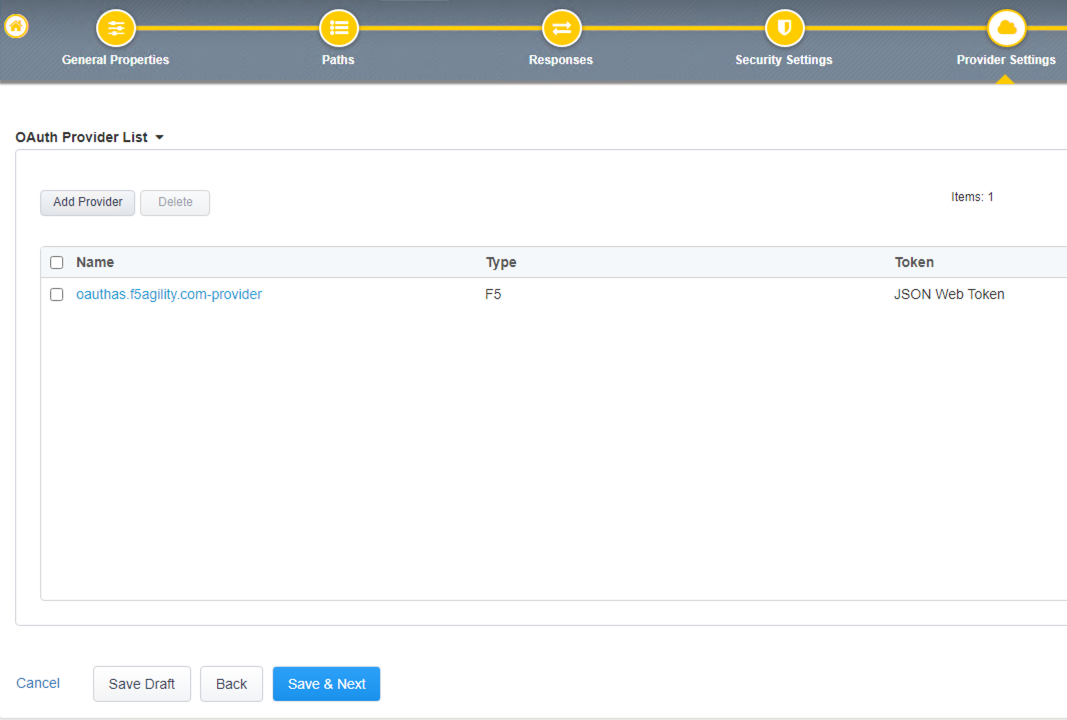 General Properties
Paths
Responses
Security Settings
Provider Settings
OAuth Provider List
Add Provider
Delete
Items: 1
Name
Type
Token
oauthas.f5agility.com-provider
F5
JSON Web Token
Cancel
Save Draft
Back
Save & Next